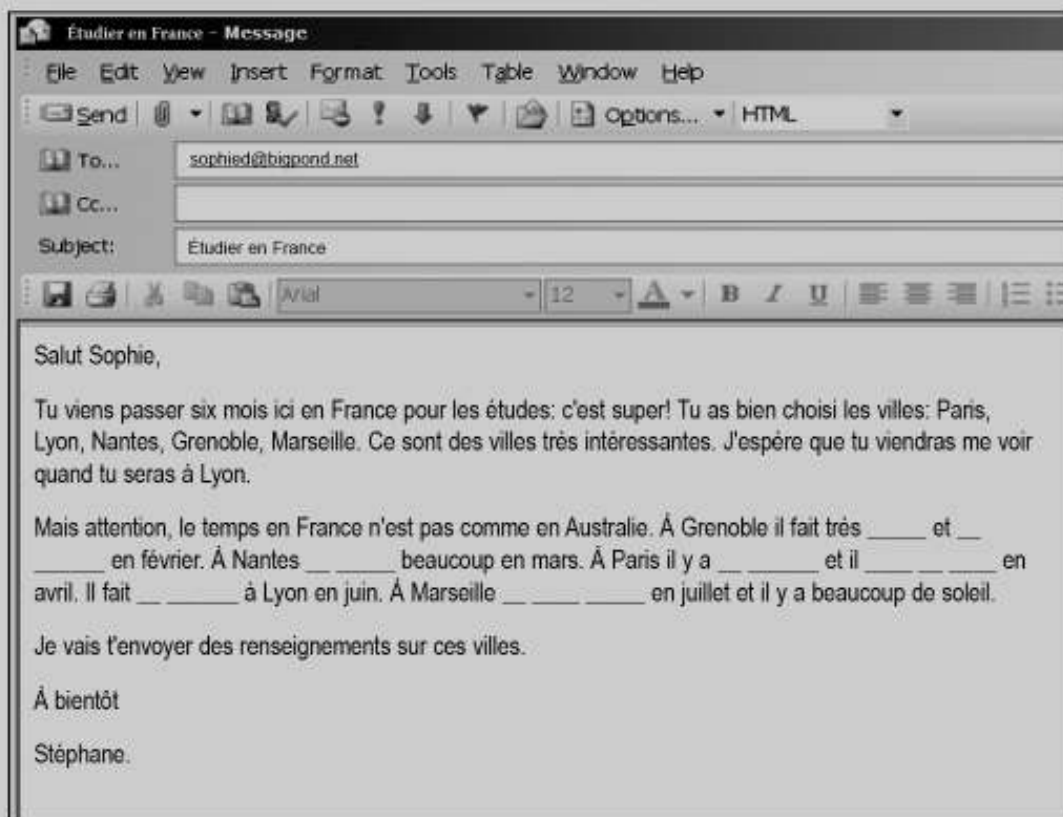 Étudier en France - Message
File Edit View Insert Format Tools Table Window Help
Send Options... HTML
To... sophied@bigpond.net
Cc...
Subject: Étudier en France
Arial 12 A B I U
Salut Sophie,
Tu viens passer six mois ici en France pour les études: c'est super! Tu as bien choisi les villes: Paris,
Lyon, Nantes, Grenoble, Marseille. Ce sont des villes très intéressantes. J'espère que tu viendras me voir
quand tu seras á Lyon.
Mais attention, le temps en France n'est pas comme en Australie. Á Grenoble il fait trés _____ et __
______ en février. Á Nantes __ _____ beaucoup en mars. Á Paris il y a __ ______ et il ____ __ ____ en
avril. Il fait __ ______ à Lyon en juin. Á Marseille __ ____ _____ en juillet et il y a beaucoup de soleil.
Je vais t'envoyer des renseignements sur ces villes.
Á bientôt
Stéphane.